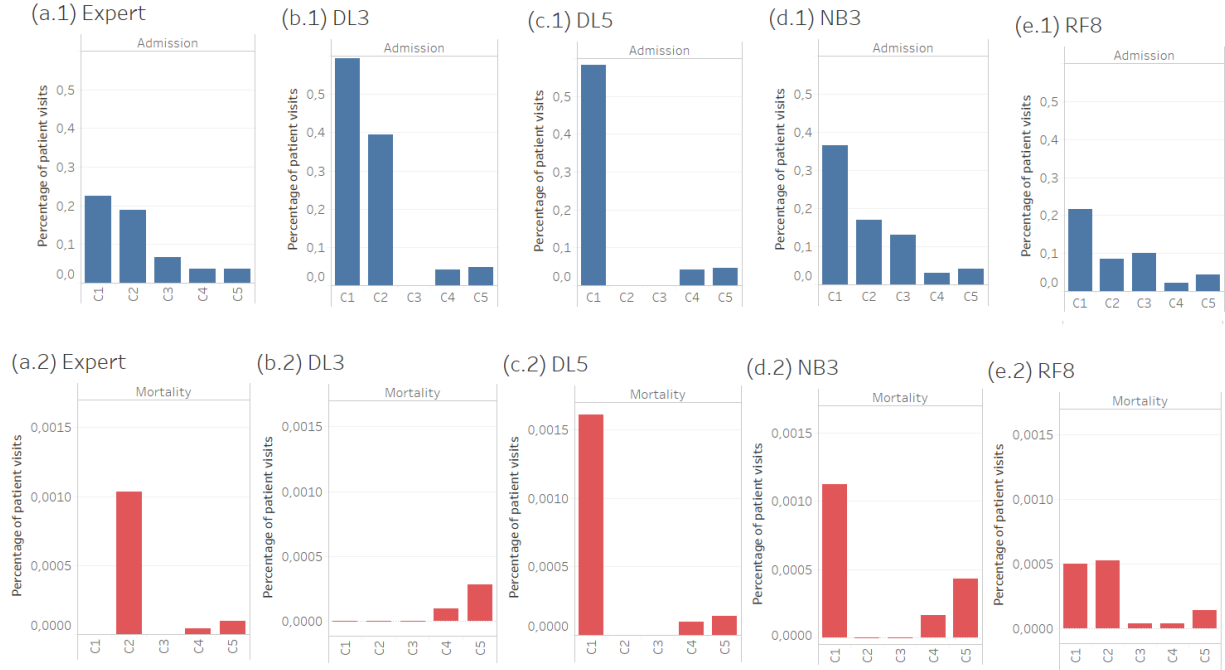 (a.1) Expert
Admission
Percentage of patient visits
0,5
0,4
0,3
0,2
0,1
0,0
C1 C2 C3 C4 C5
(b.1) DL3
Admission
Percentage of patient visits
0,5
0,4
0,3
0,2
0,1
0,0
C1 C2 C3 C4 C5
(c.1) DL5
Admission
Percentage of patient visits
0,5
0,4
0,3
0,2
0,1
0,0
C1 C2 C3 C4 C5
(d.1) NB3
Admission
Percentage of patient visits
0,5
0,4
0,3
0,2
0,1
0,0
C1 C2 C3 C4 C5
(e.1) RF8
Admission
Percentage of patient visits
0,5
0,4
0,3
0,2
0,1
0,0
C1 C2 C3 C4 C5
(a.2) Expert
Mortality
Percentage of patient visits
0,0015
0,0010
0,0005
0,0000
C1 C2 C3 C4 C5
(b.2) DL3
Mortality
Percentage of patient visits
0,0015
0,0010
0,0005
0,0000
C1 C2 C3 C4 C5
(c.2) DL5
Mortality
Percentage of patient visits
0,0015
0,0010
0,0005
0,0000
C1 C2 C3 C4 C5
(d.2) NB3
Mortality
Percentage of patient visits
0,0015
0,0010
0,0005
0,0000
C1 C2 C3 C4 C5
(e.2) RF8
Mortality
Percentage of patient visits
0,0015
0,0010
0,0005
0,0000
C1 C2 C3 C4 C5